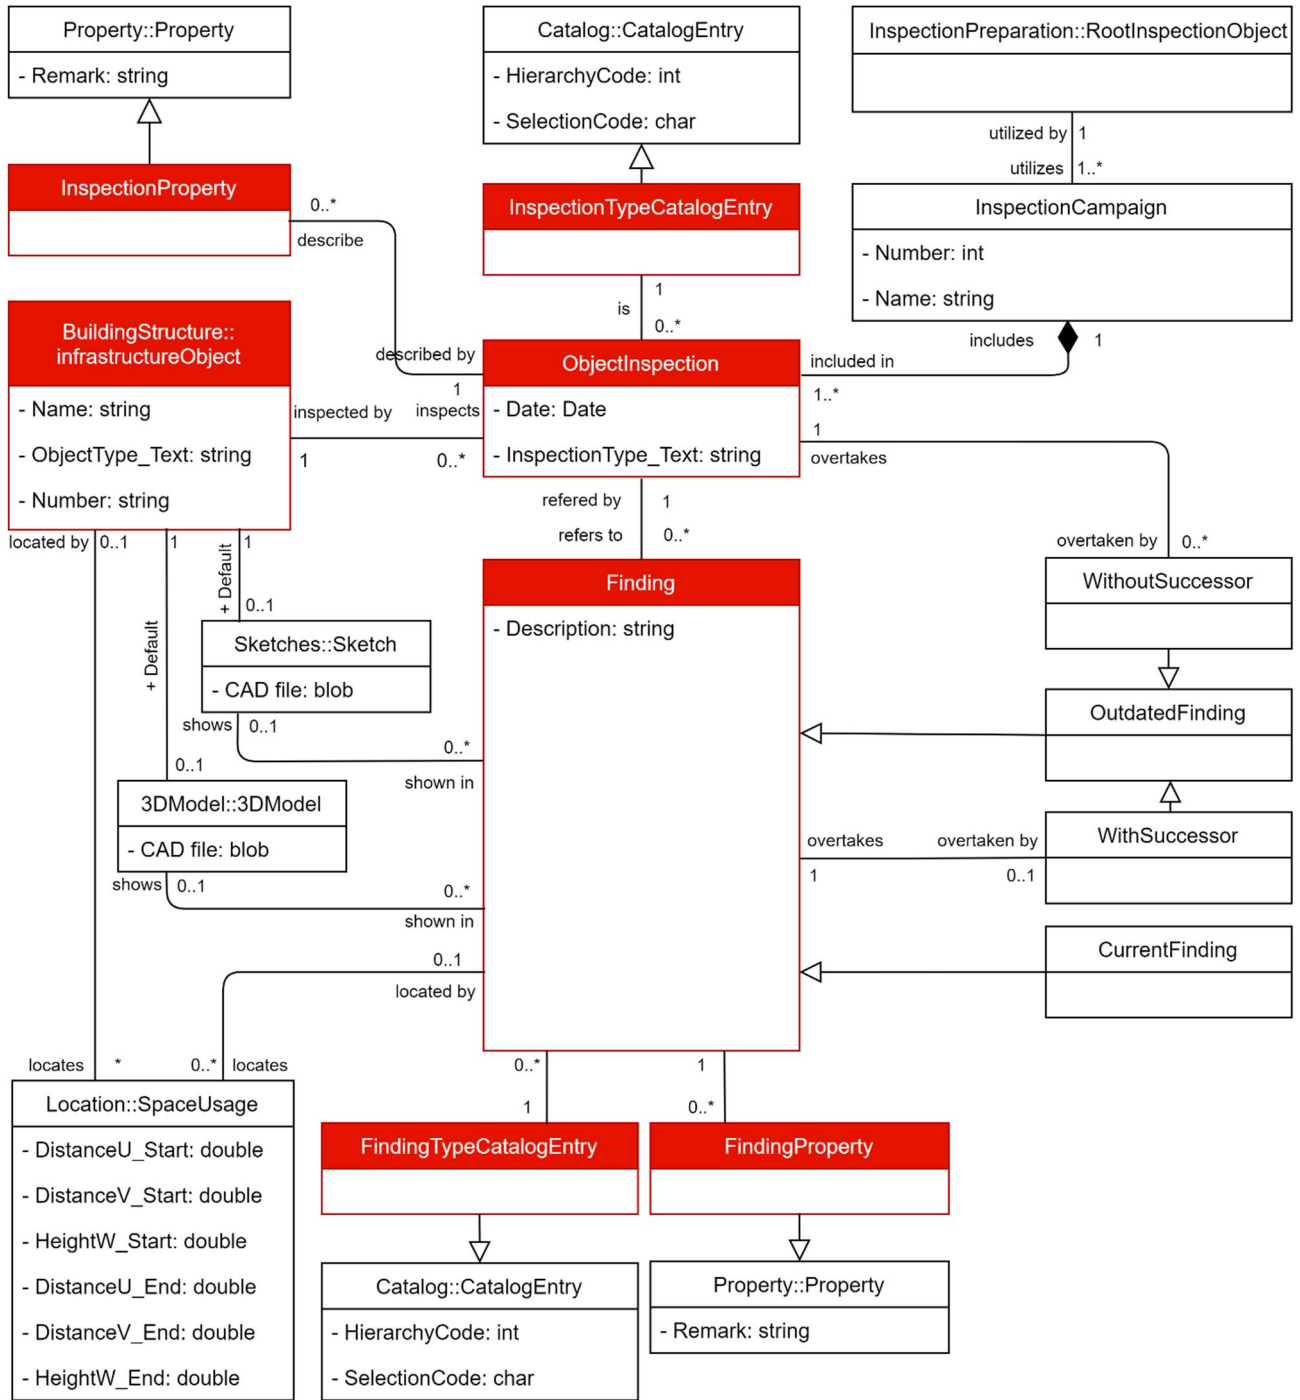 Property::Property
- Remark: string
Catalog::CatalogEntry
- HierarchyCode: int
- SelectionCode: char
InspectionPreparation::RootInspectionObject
utilized by 1
utilizes 1..*
InspectionProperty
0..*
describe
InspectionTypeCatalogEntry
1
is
0..*
InspectionCampaign
- Number: int
- Name: string
includes 1
BuildingStructure::
infrastructureObject
- Name: string
- ObjectType_Text: string
- Number: string
described by
1
inspected by inspects
1 0..*
ObjectInspection
- Date: Date
- InspectionType_Text: string
included in
1..*
1
overtakes
overtaken by 0..*
refered by 1
refers to 0..*
located by 0..1 1 1
+ Default
+ Default
0..1
Sketches::Sketch
- CAD file: blob
shows 0..1
0..*
shown in
0..1
3DModel::3DModel
- CAD file: blob
shows 0..1
0..*
shown in
Finding
- Description: string
WithoutSuccessor
OutdatedFinding
WithSuccessor
overtakes overtaken by
1 0..1
CurrentFinding
0..1
located by
locates * 0..* locates
Location::SpaceUsage
- DistanceU_Start: double
- DistanceV_Start: double
- HeightW_Start: double
- DistanceU_End: double
- DistanceV_End: double
- HeightW_End: double
0..* 1
1 0..*
FindingTypeCatalogEntry
FindingProperty
Catalog::CatalogEntry
- HierarchyCode: int
- SelectionCode: char
Property::Property
- Remark: string